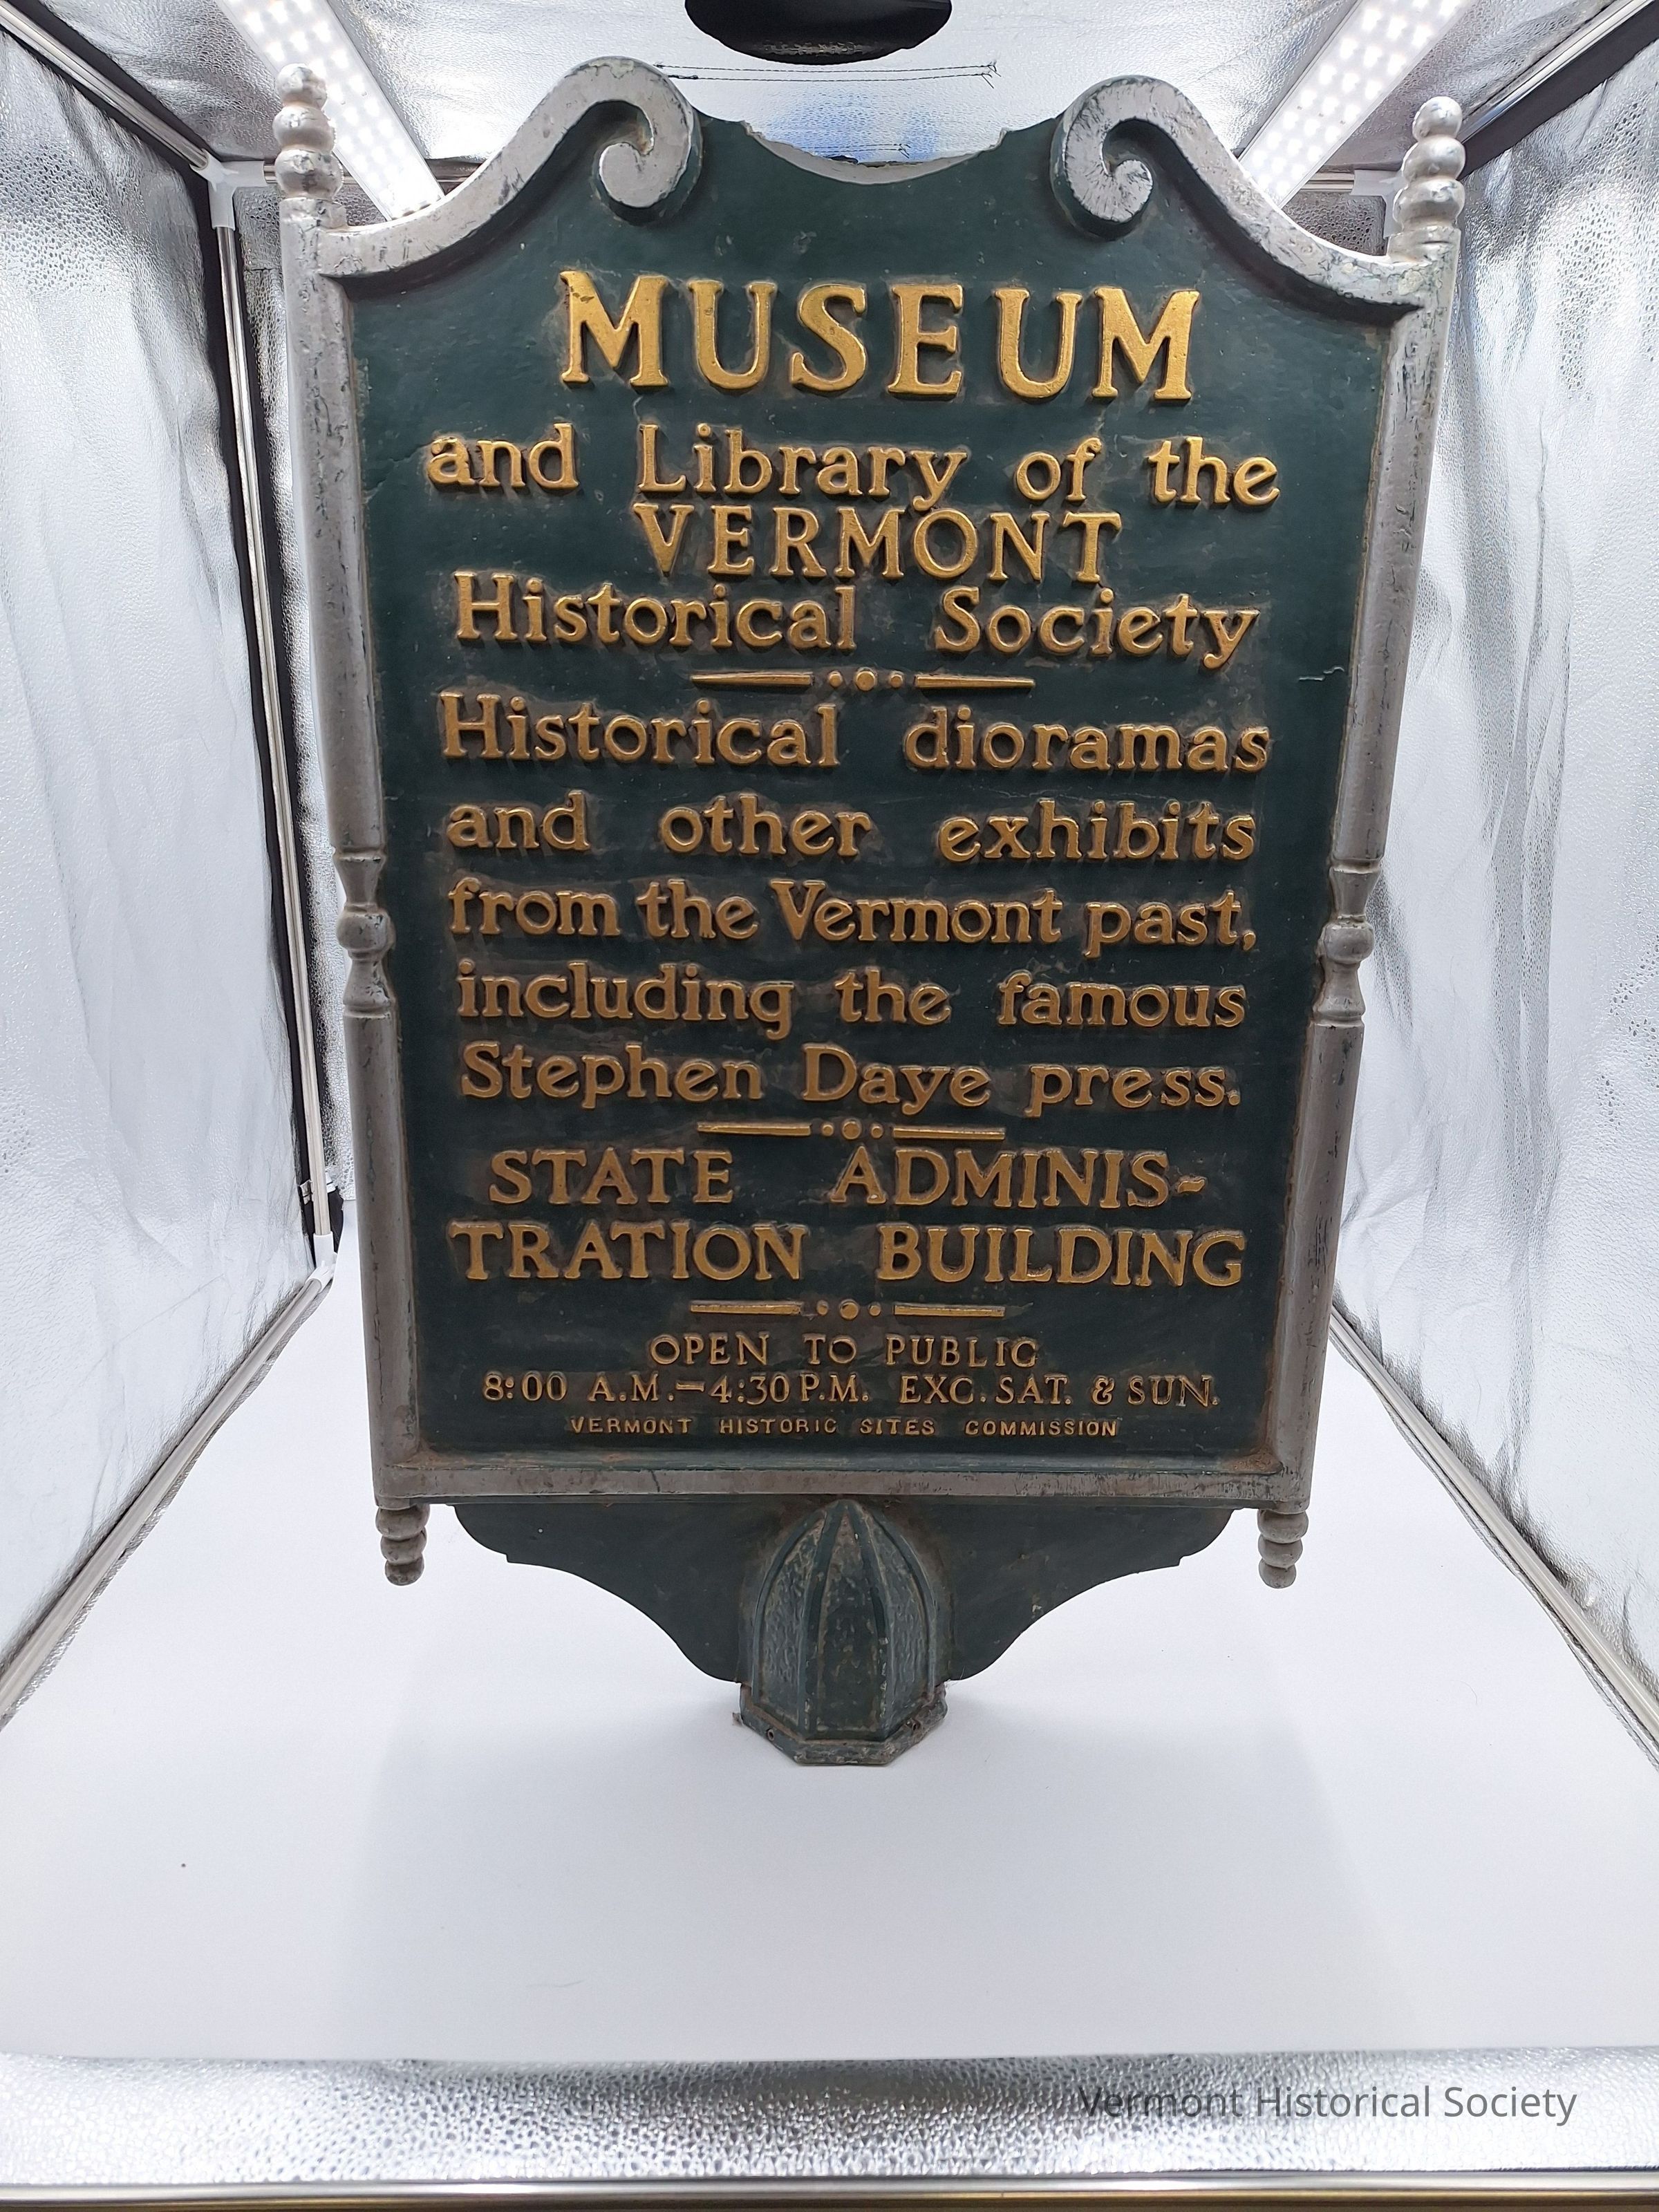 MUSEUM
and Library of the
VERMONT
Historical Society
Historical dioramas
and other exhibits
from the Vermont past,
including the famous
Stephen Daye press.
STATE ADMINIS-
TRATION BUILDING
OPEN TO PUBLIC
8:00 A.M.-4:30 P.M. EXC. SAT. & SUN.
VERMONT HISTORIC SITES COMMISSION
Vermont Historical Society